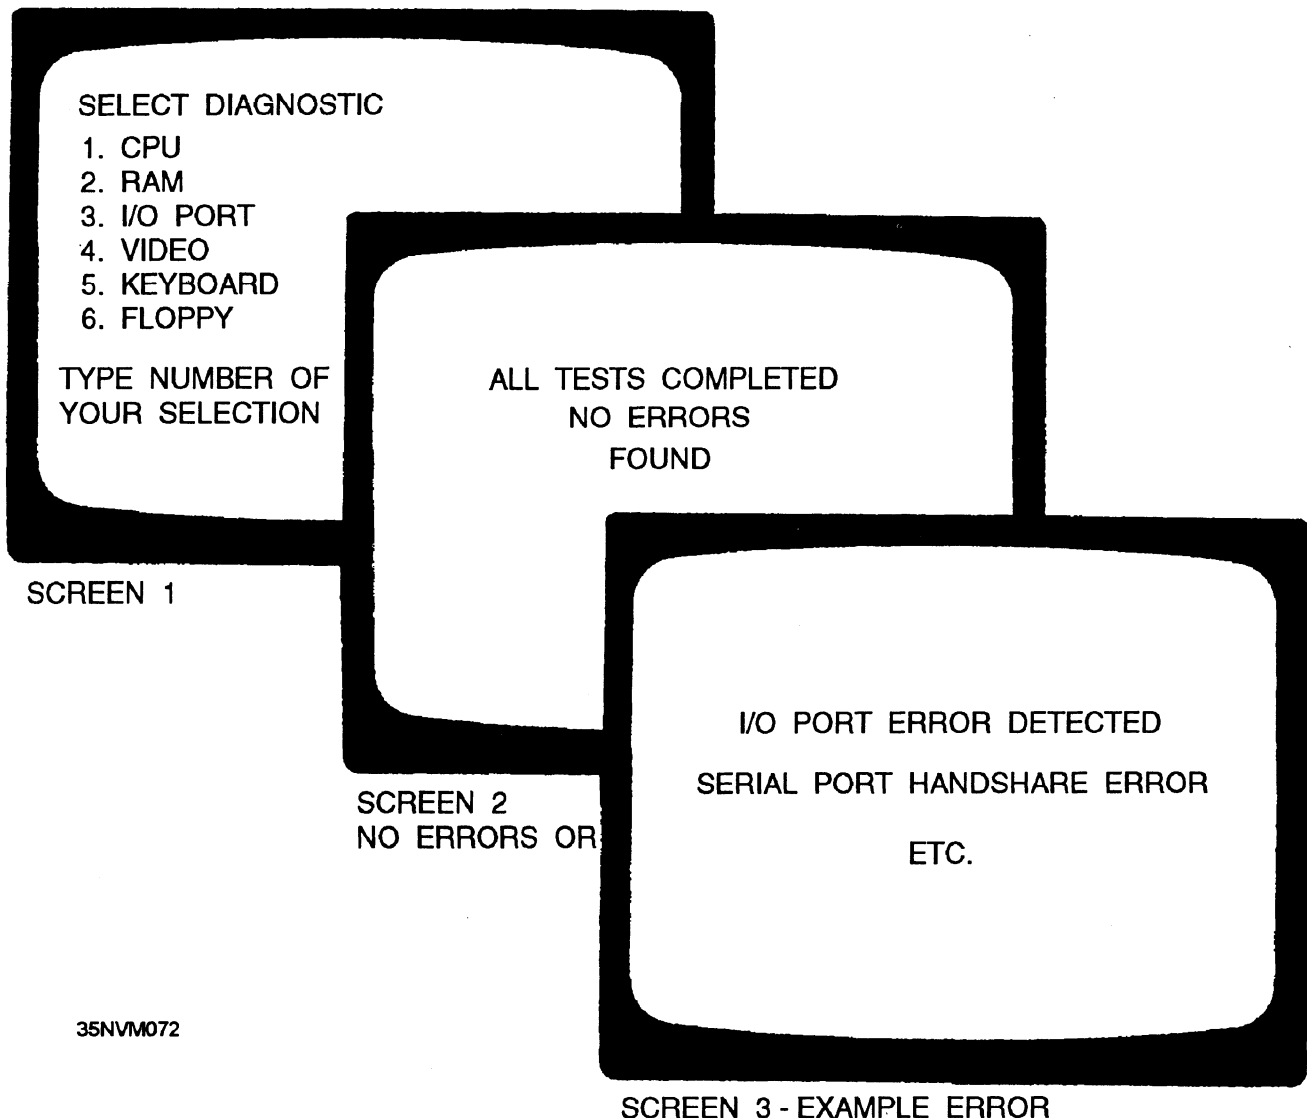 SELECT DIAGNOSTIC
1. CPU
2. RAM
3. I/O PORT
4. VIDEO
5. KEYBOARD
6. FLOPPY
TYPE NUMBER OF
YOUR SELECTION
SCREEN 1
ALL TESTS COMPLETED
NO ERRORS
FOUND
SCREEN 2
NO ERRORS OR
I/O PORT ERROR DETECTED
SERIAL PORT HANDSHARE ERROR
ETC.
SCREEN 3 - EXAMPLE ERROR
35NVM072